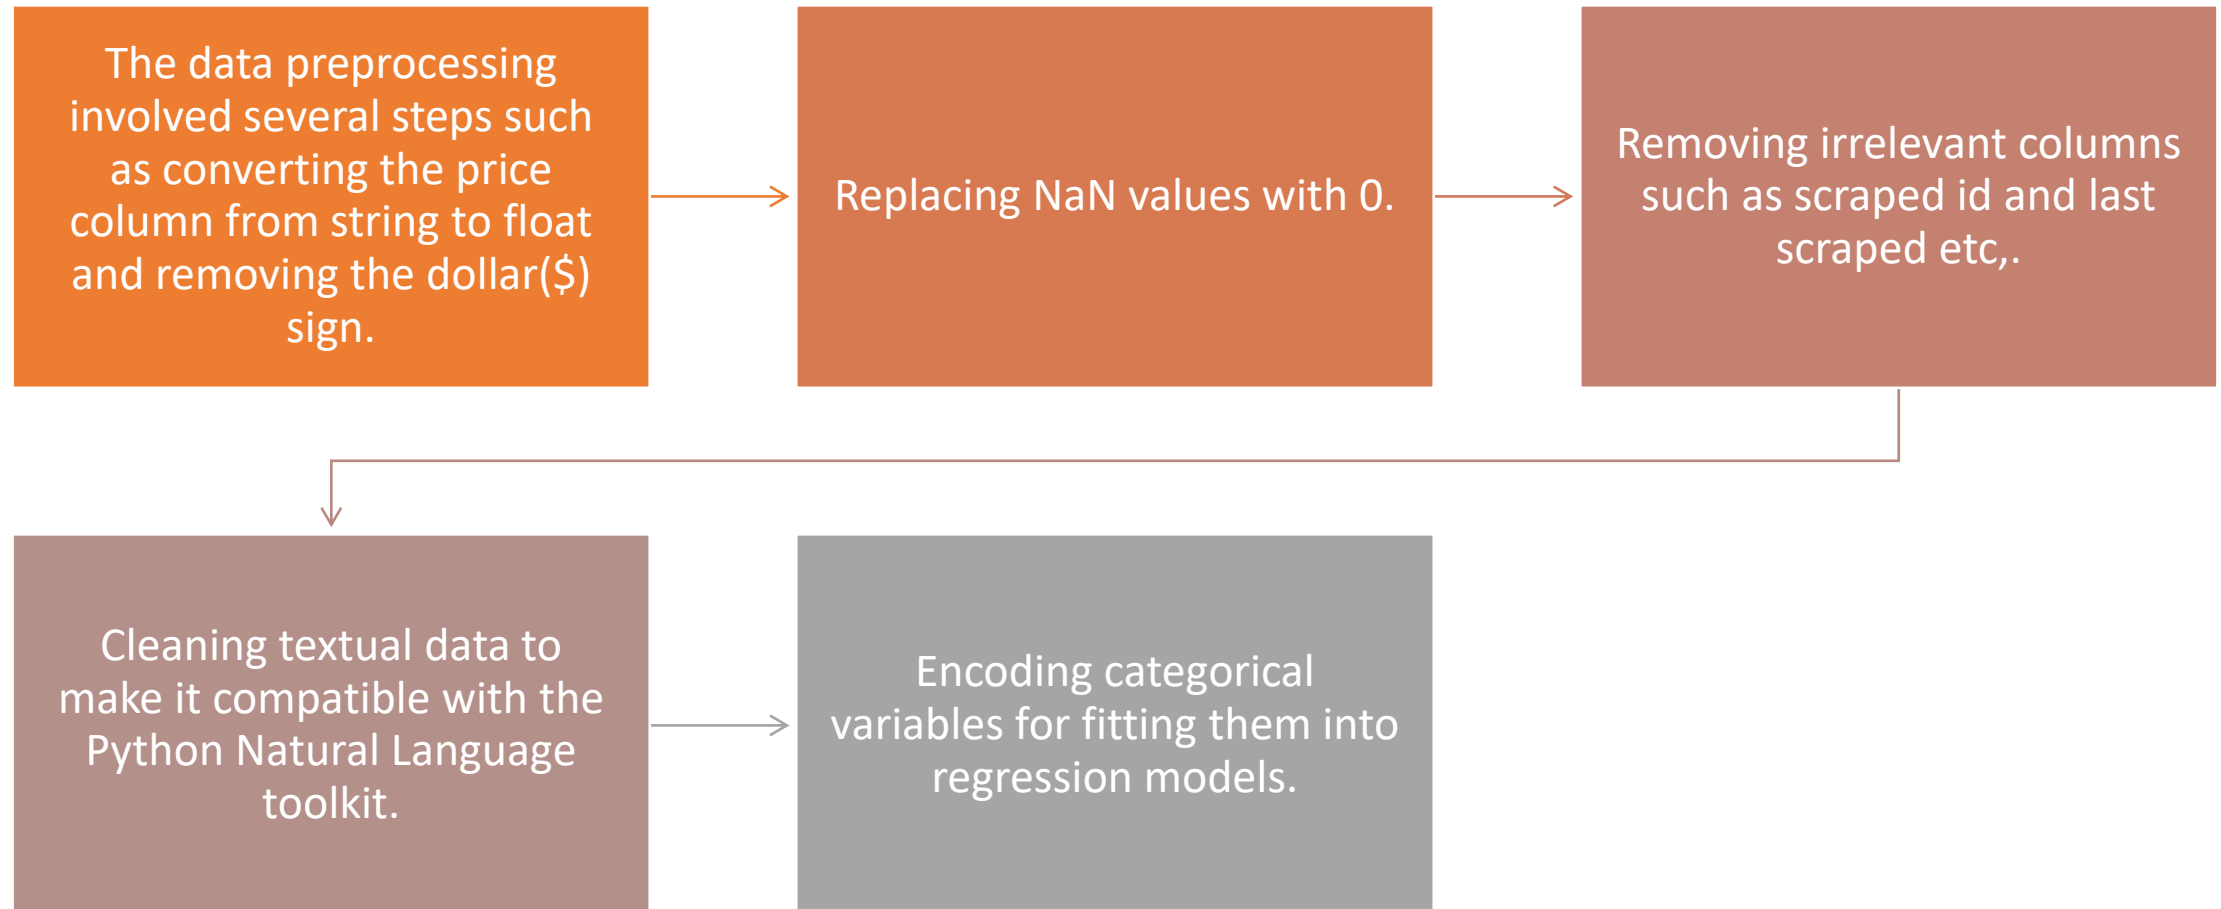 The data preprocessing
involved several steps such
as converting the price
column from string to float
and removing the dollar($)
sign.
Replacing NaN values with 0.
Removing irrelevant columns
such as scraped id and last
scraped etc,.
Cleaning textual data to
make it compatible with the
Python Natural Language
toolkit.
Encoding categorical
variables for fitting them into
regression models.